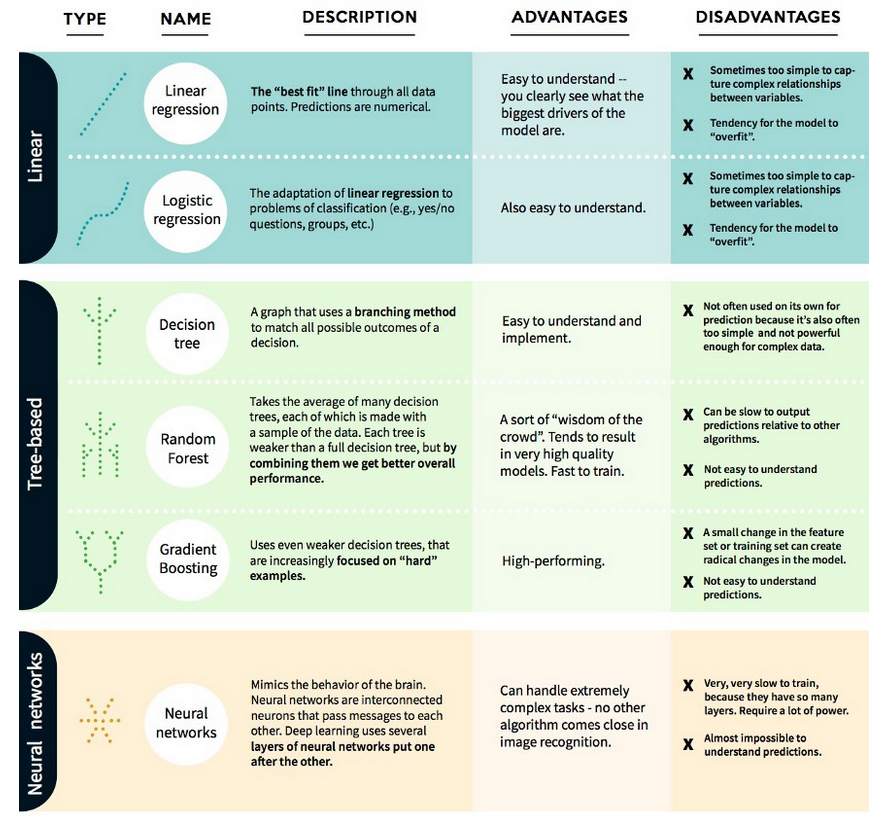 TYPE NAME DESCRIPTION ADVANTAGES DISADVANTAGES
Linear
Linear
regression
The “best fit” line through all data
points. Predictions are numerical.
Easy to understand --
you clearly see what the
biggest drivers of the
model are.
X Sometimes too simple to cap-
ture complex relationships
between variables.
X Tendency for the model to
“overfit”.
Logistic
regression
The adaptation of linear regression to
problems of classification (e.g., yes/no
questions, groups, etc.)
Also easy to understand.
X Sometimes too simple to cap-
ture complex relationships
between variables.
X Tendency for the model to
“overfit”.
Tree-based
Decision
tree
A graph that uses a branching method
to match all possible outcomes of a
decision.
Easy to understand and
implement.
X Not often used on its own for
prediction because it’s also often
too simple and not powerful
enough for complex data.
Random
Forest
Takes the average of many decision
trees, each of which is made with
a sample of the data. Each tree is
weaker than a full decision tree, but by
combining them we get better overall
performance.
A sort of “wisdom of the
crowd”. Tends to result
in very high quality
models. Fast to train.
X Can be slow to output
predictions relative to other
algorithms.
X Not easy to understand
predictions.
Gradient
Boosting
Uses even weaker decision trees, that
are increasingly focused on “hard”
examples.
High-performing.
X A small change in the feature
set or training set can create
radical changes in the model.
X Not easy to understand
predictions.
Neural networks
Neural
networks
Mimics the behavior of the brain.
Neural networks are interconnected
neurons that pass messages to each
other. Deep learning uses several
layers of neural networks put one
after the other.
Can handle extremely
complex tasks - no other
algorithm comes close in
image recognition.
X Very, very slow to train,
because they have so many
layers. Require a lot of power.
X Almost impossible to
understand predictions.